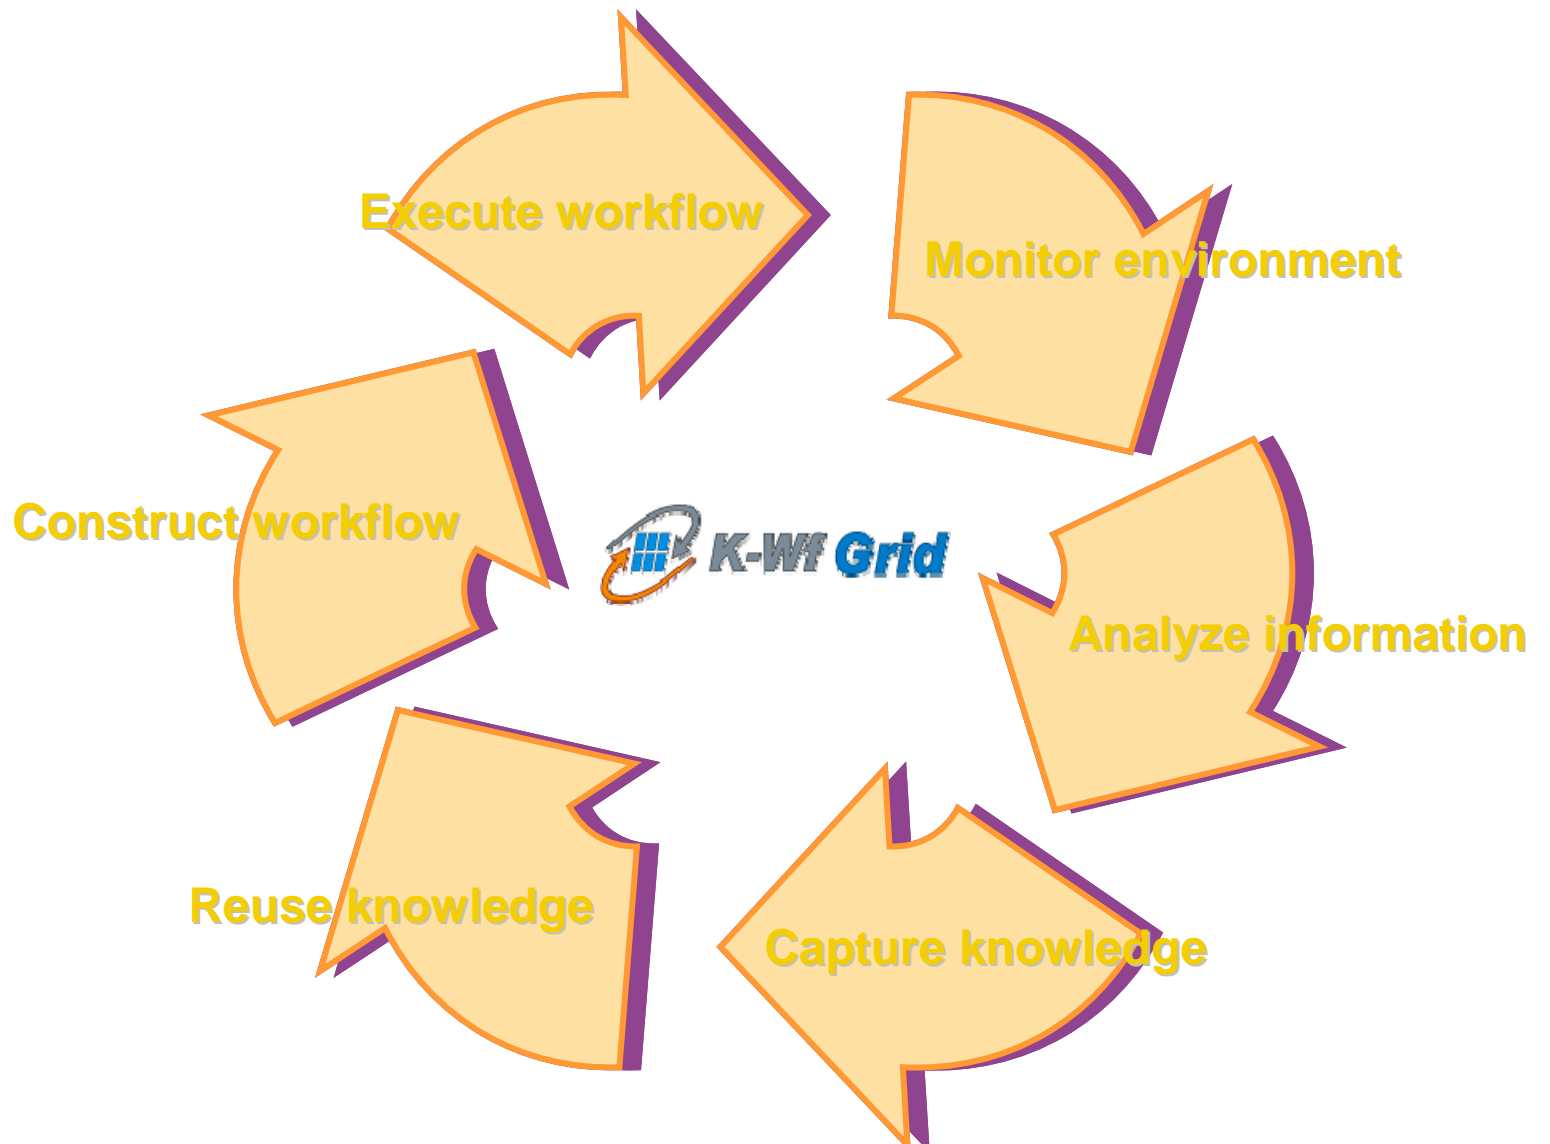 Execute workflow
Monitor environment
Construct workflow
K-Wf Grid
Analyze information
Reuse knowledge
Capture knowledge